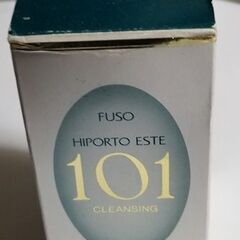 FUSO
HIPORTO ESTE
101
CLEANSING